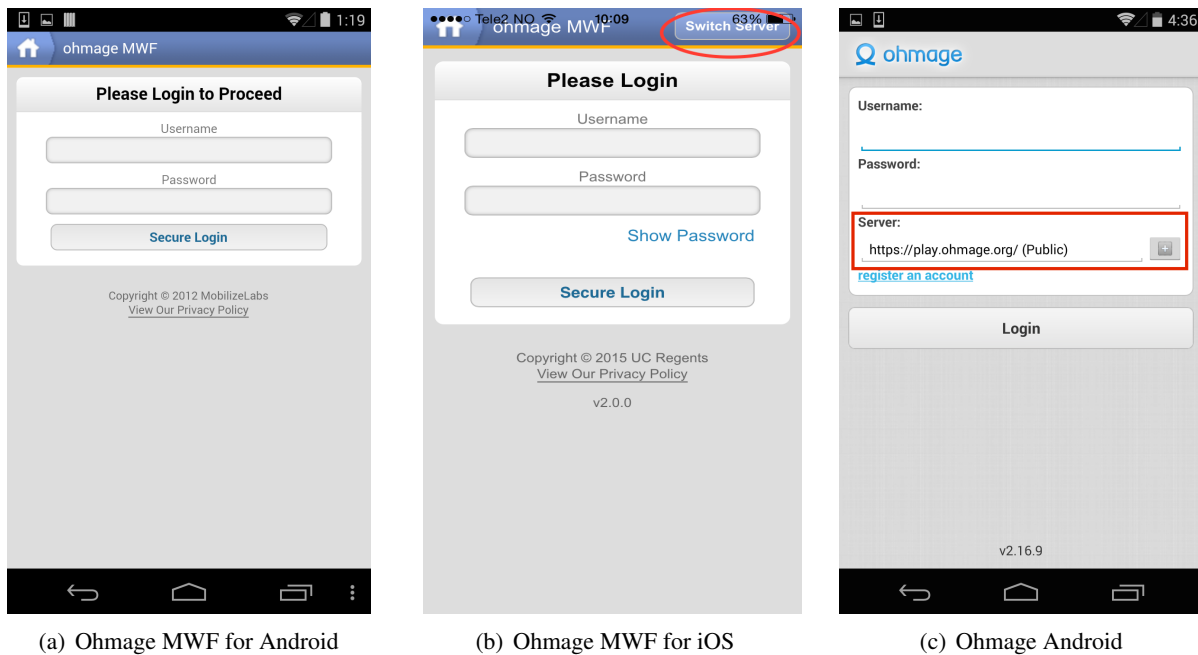 1:19
ohmage MWF
Please Login to Proceed
Username
Password
Secure Login
Copyright © 2012 MobilizeLabs
View Our Privacy Policy
(a) Ohmage MWF for Android
Tele2 NO 10:09 63%
ohmage MWF Switch Server
Please Login
Username
Password
Show Password
Secure Login
Copyright © 2015 UC Regents
View Our Privacy Policy
v2.0.0
(b) Ohmage MWF for iOS
4:36
ohmage
Username:
Password:
Server:
https://play.ohmage.org/ (Public)
register an account
Login
v2.16.9
(c) Ohmage Android